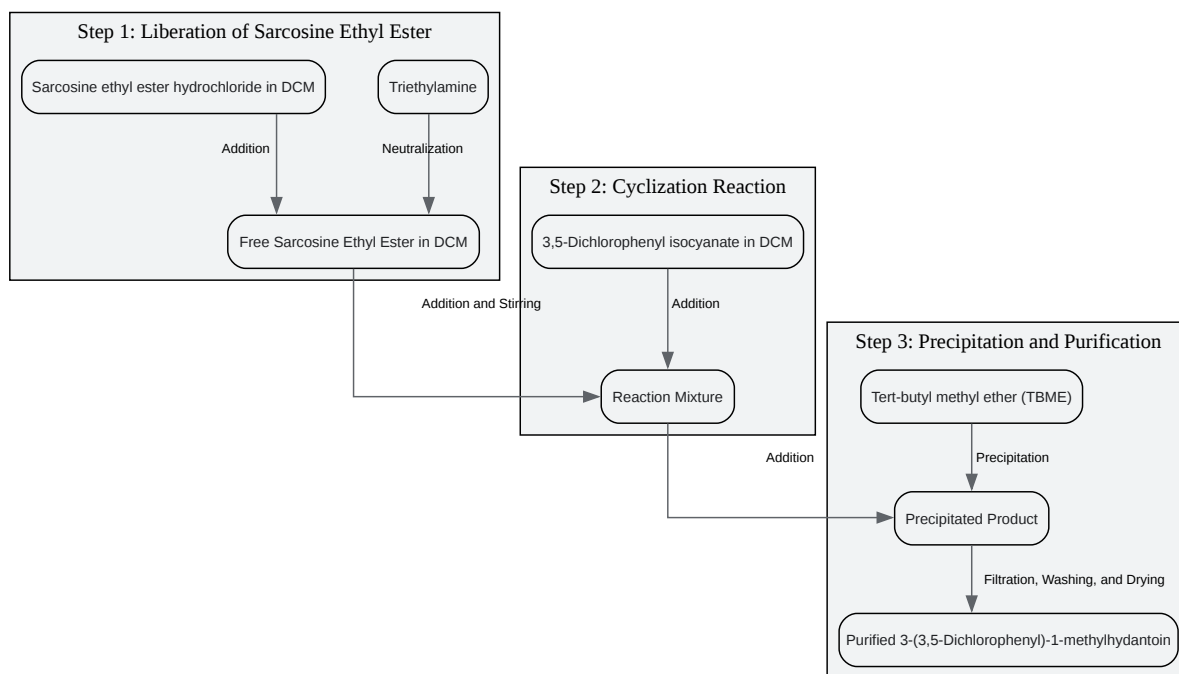 Step 1: Liberation of Sarcosine Ethyl Ester
Sarcosine ethyl ester hydrochloride in DCM
Triethylamine
Addition
Neutralization
Free Sarcosine Ethyl Ester in DCM
Addition and Stirring
Step 2: Cyclization Reaction
3,5-Dichlorophenyl isocyanate in DCM
Addition
Reaction Mixture
Addition
Step 3: Precipitation and Purification
Tert-butyl methyl ether (TBME)
Precipitation
Precipitated Product
Filtration, Washing, and Drying
Purified 3-(3,5-Dichlorophenyl)-1-methylhydantoin